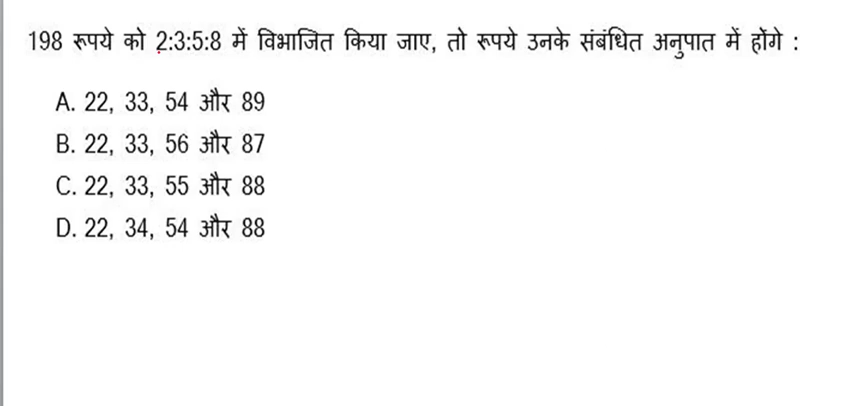 198 रूपये को 2:3:5:8 में विभाजित किया जाए, तो रूपये उनके संबंधित अनुपात में होंगे :
A. 22, 33, 54 और 89
B. 22, 33, 56 और 87
C. 22, 33, 55 और 88
D. 22, 34, 54 और 88